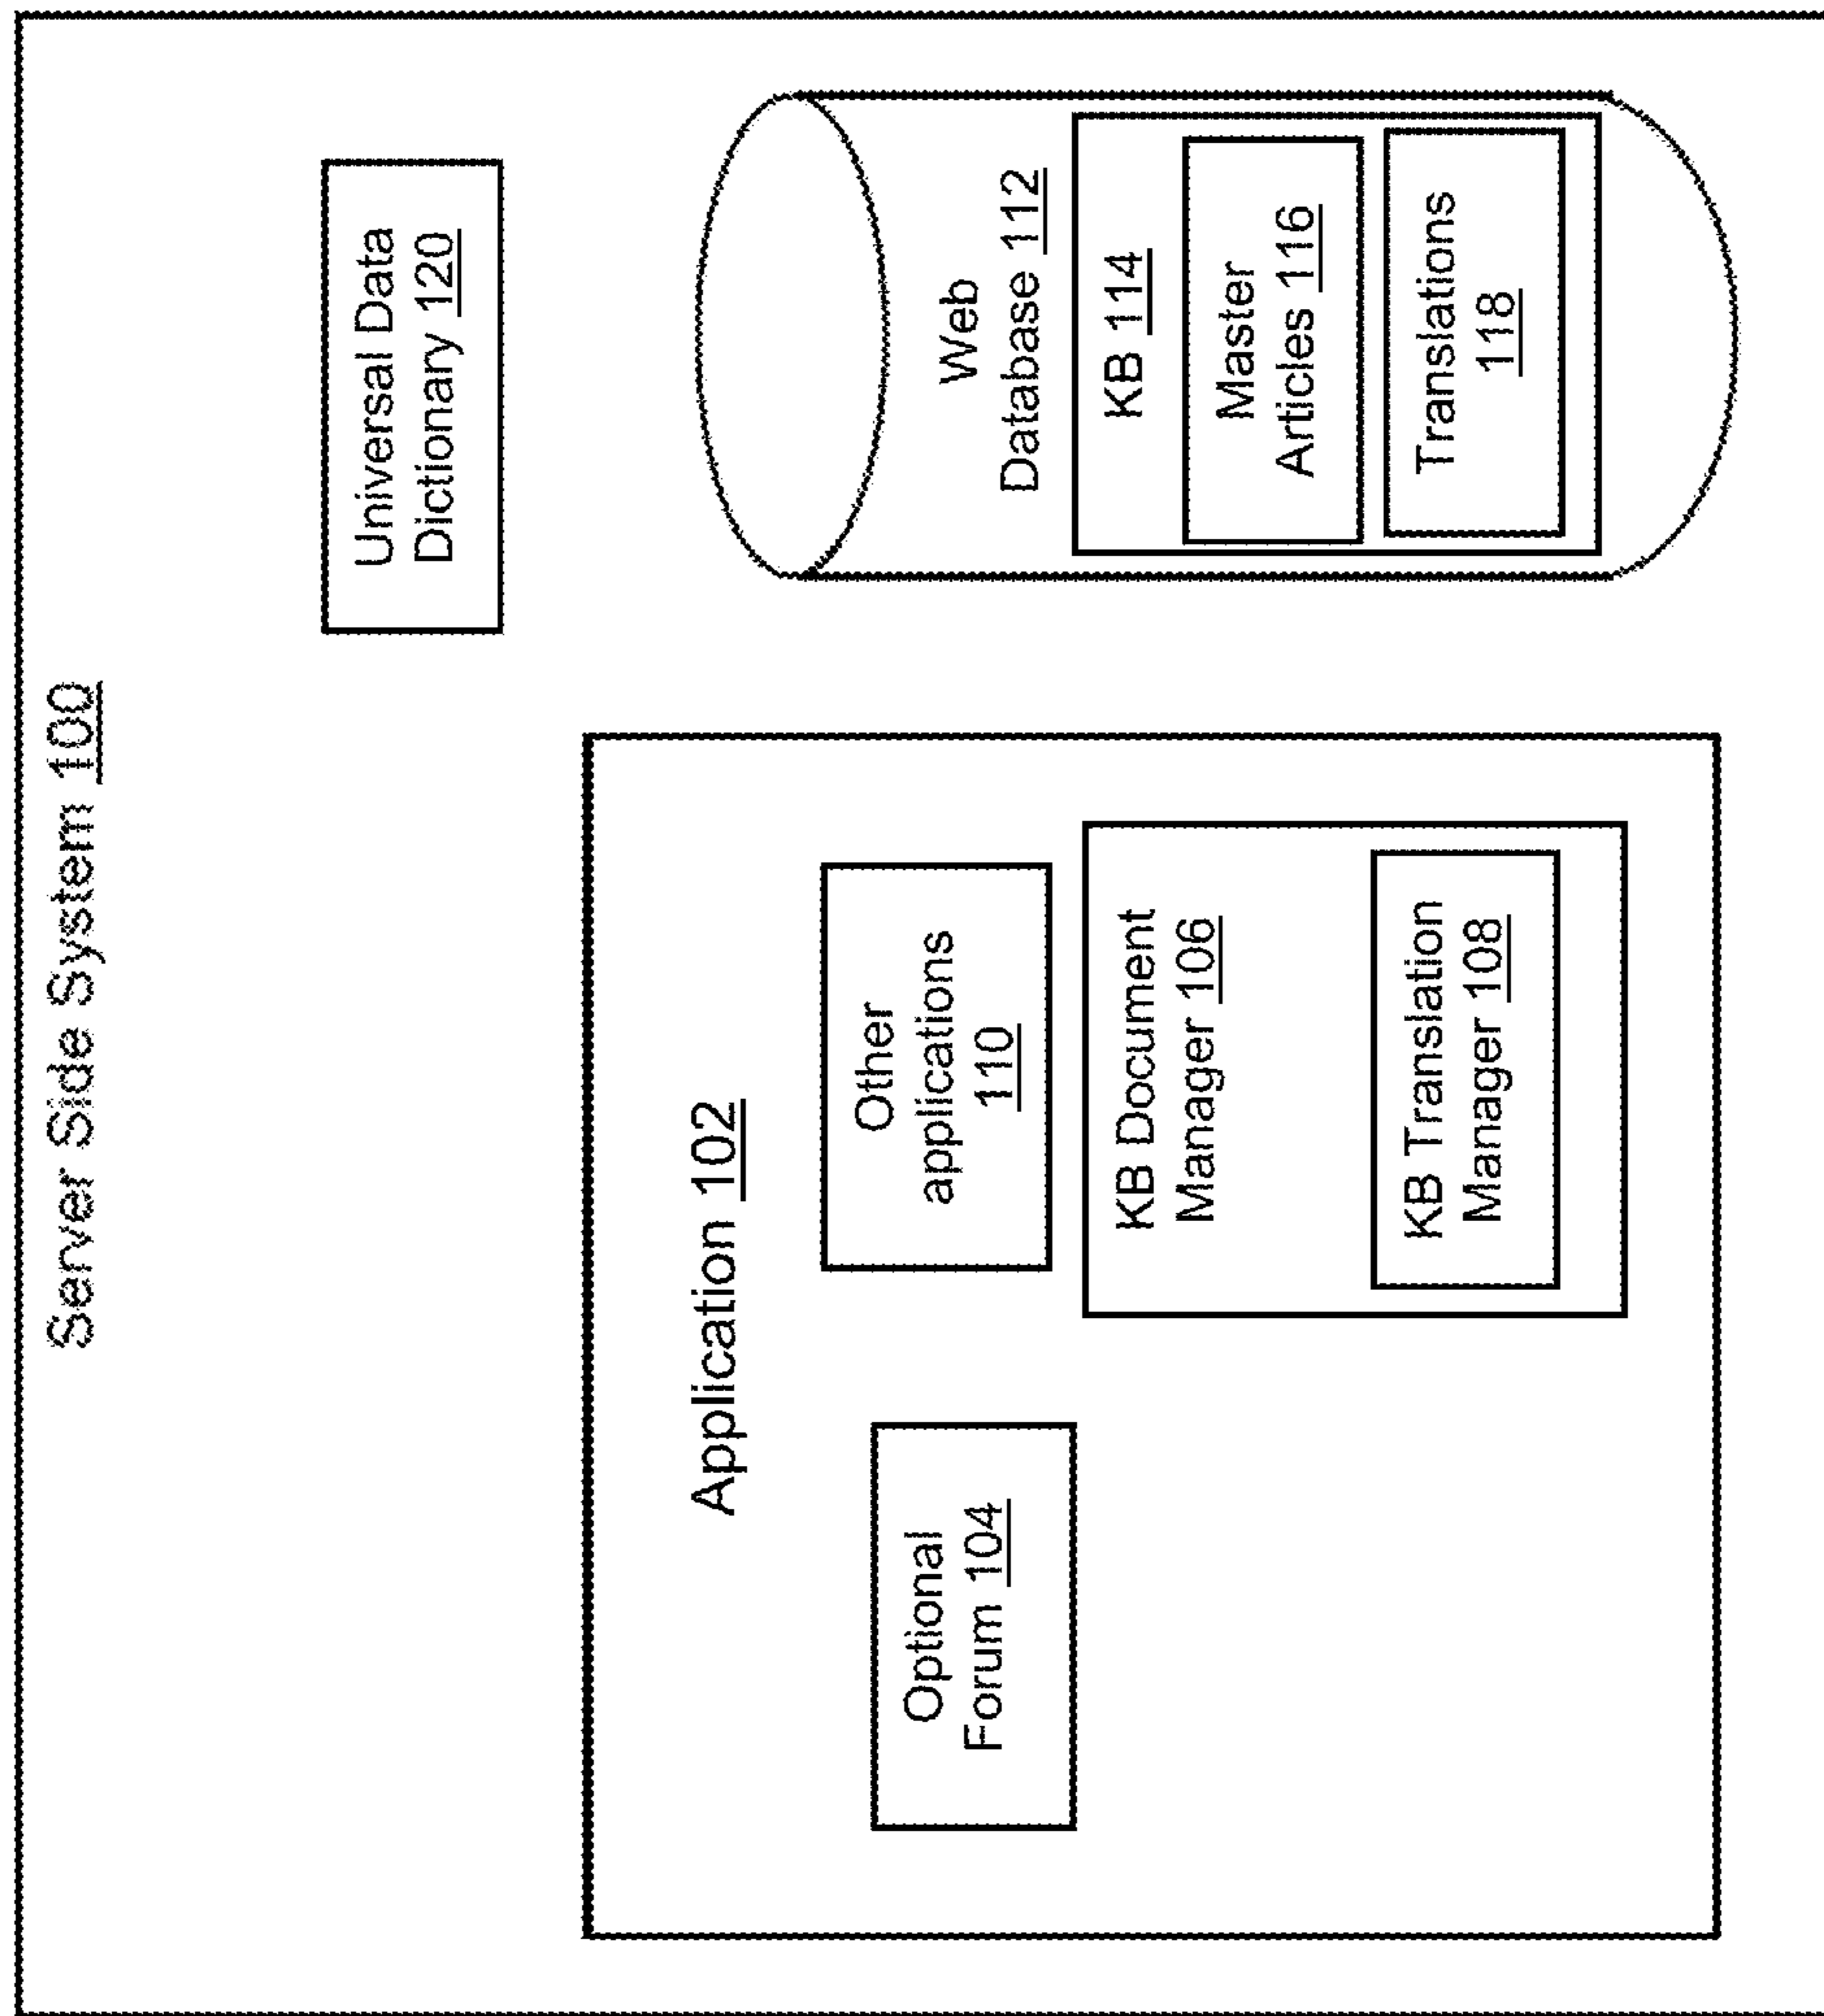 Server Side System 100
Universal Data
Dictionary 120
Application 102
Optional
Forum 104
Other
applications
110
KB Document
Manager 106
KB Translation
Manager 108
Web
Database 112
KB 114
Master
Articles 116
Translations
118